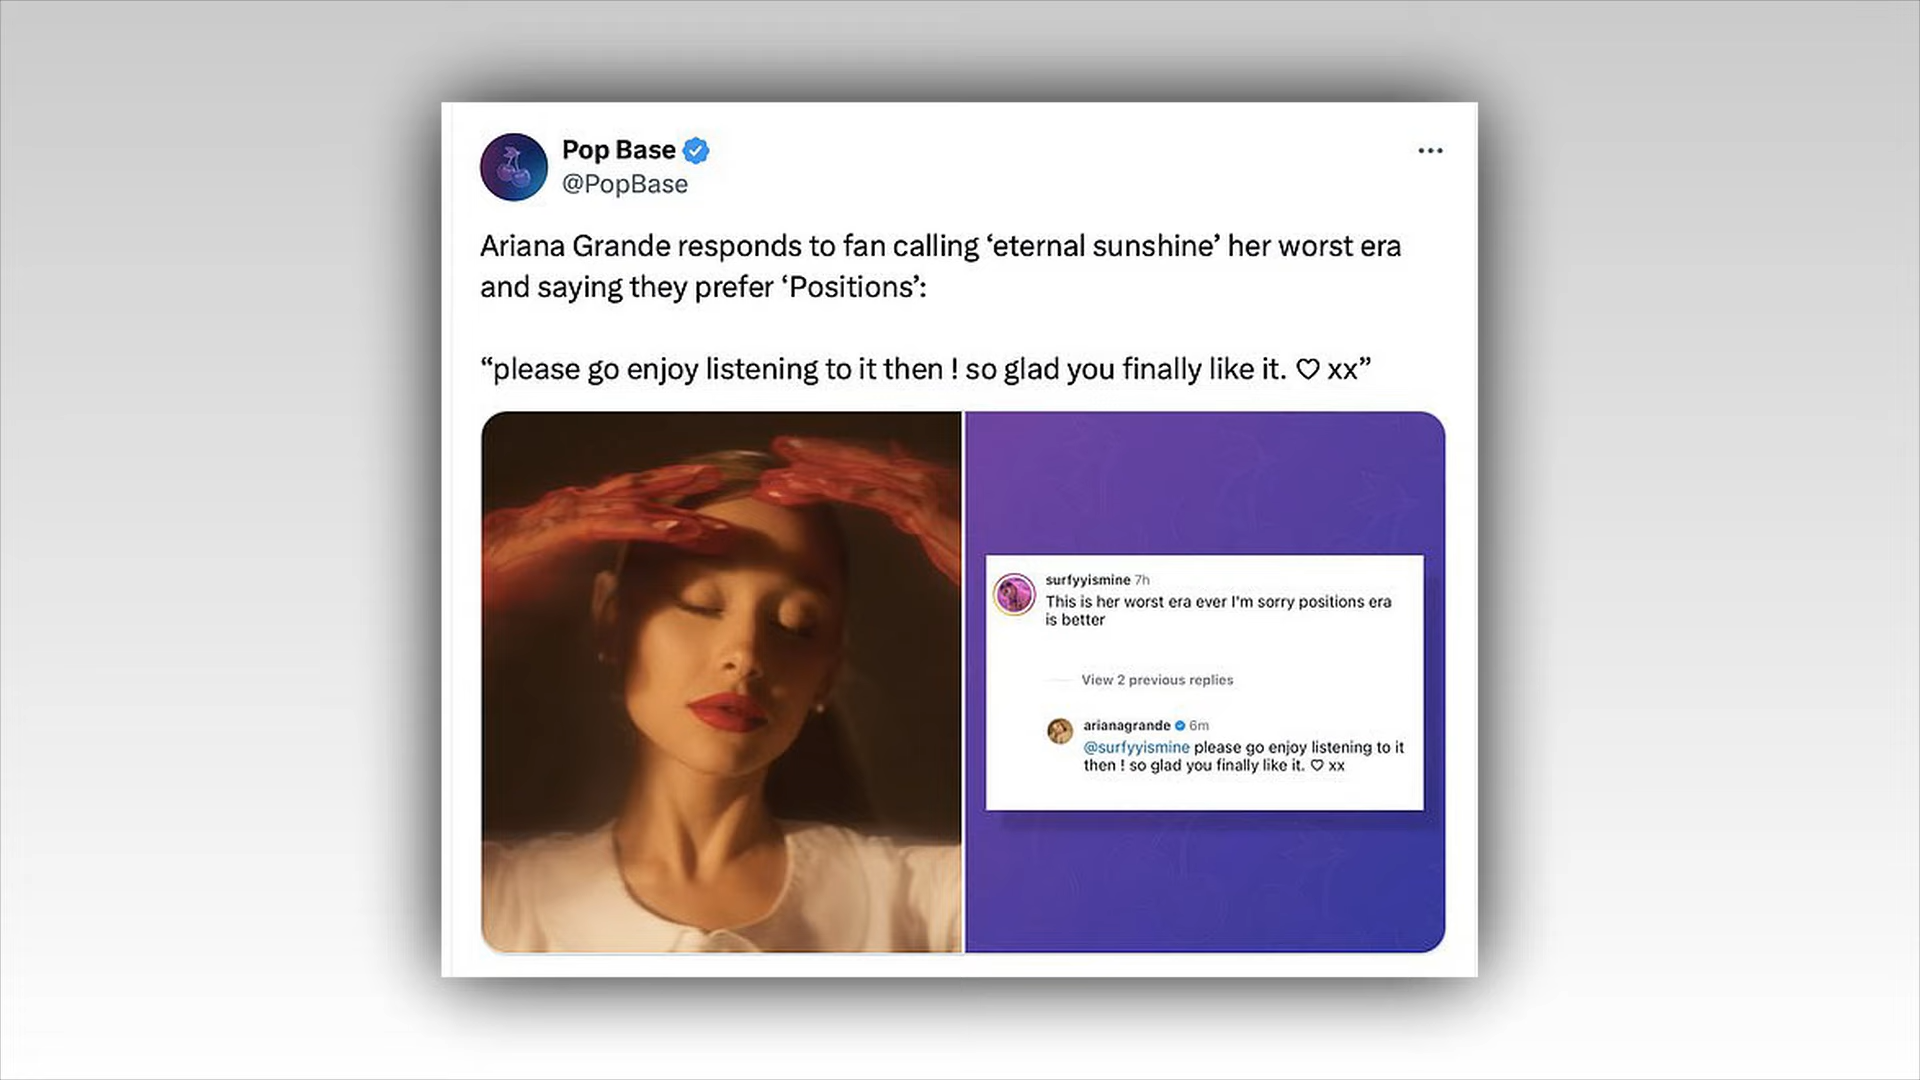 Pop Base
@PopBase
Ariana Grande responds to fan calling ‘eternal sunshine’ her worst era
and saying they prefer ‘Positions’:
“please go enjoy listening to it then ! so glad you finally like it. ♡ xx”
surfyyismine 7h
This is her worst era ever I'm sorry positions era
is better
View 2 previous replies
arianagrande 6m
@surfyyismine please go enjoy listening to it
then ! so glad you finally like it. ♡ xx